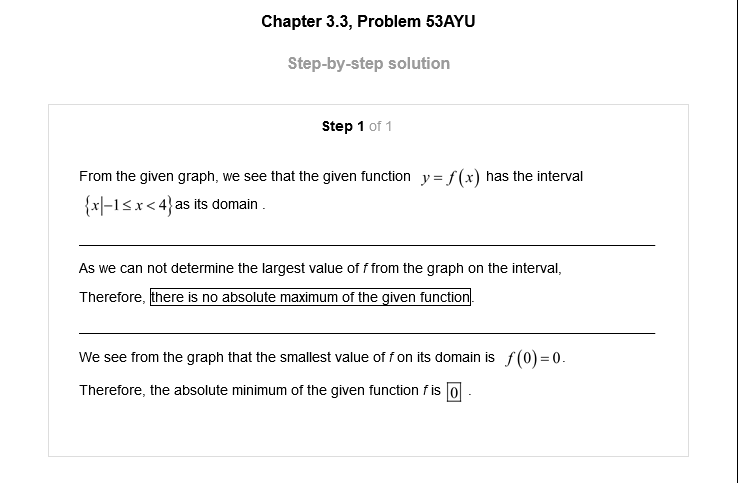 Chapter 3.3, Problem 53AYU
Step-by-step solution
Step 1 of 1
From the given graph, we see that the given function y = f(x) has the interval
{x|−1 ≤ x < 4} as its domain .
As we can not determine the largest value of f from the graph on the interval,
Therefore, there is no absolute maximum of the given function.
We see from the graph that the smallest value of f on its domain is f(0) = 0.
Therefore, the absolute minimum of the given function f is 0 .